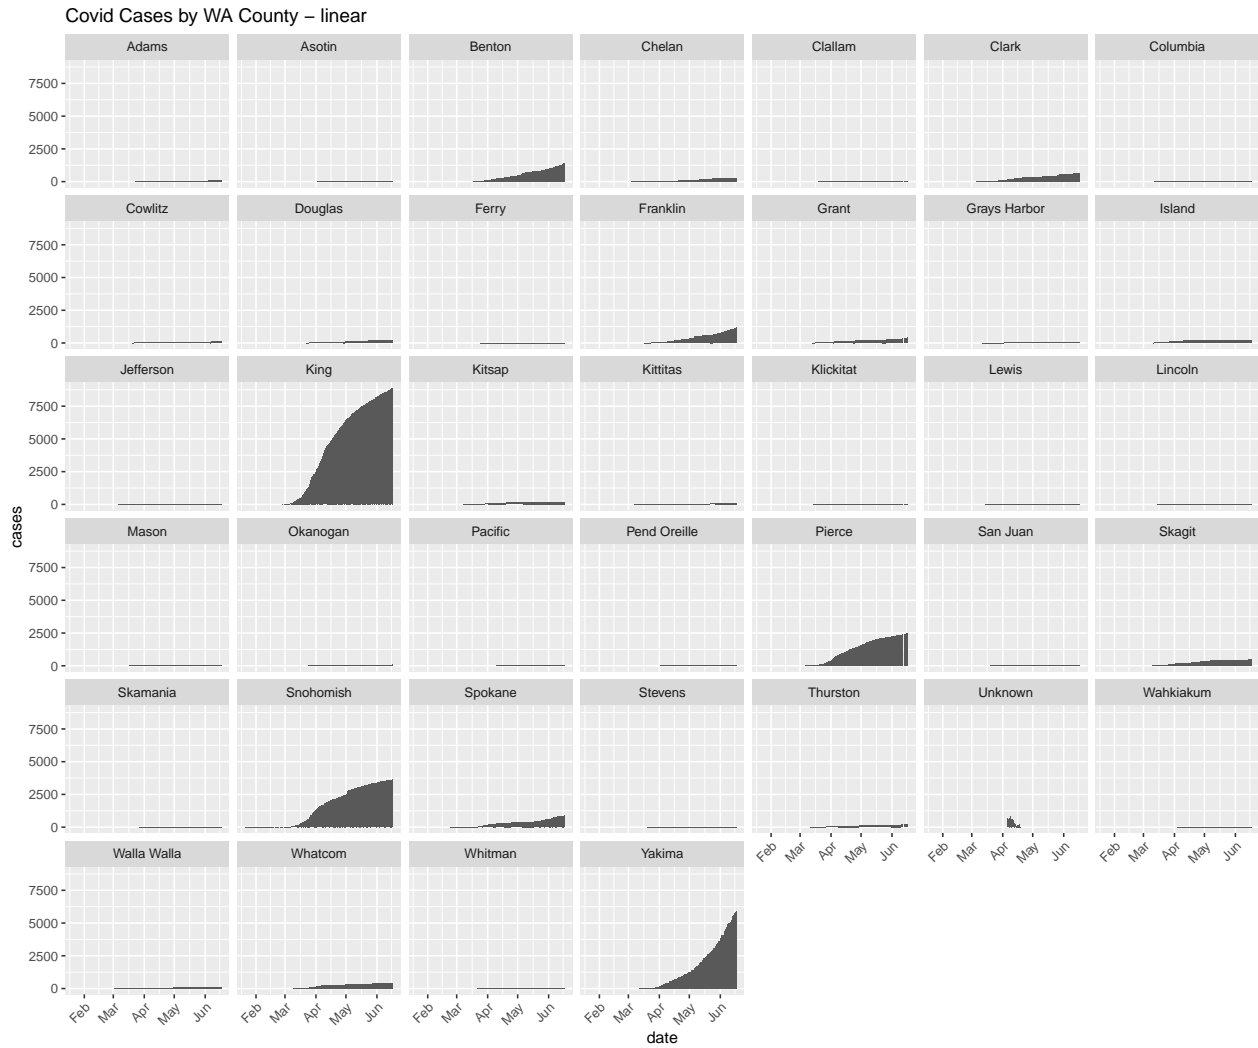 Covid Cases by WA County – linear
Adams Asotin Benton Chelan Clallam Clark Columbia
7500
5000
2500
0
Cowlitz Douglas Ferry Franklin Grant Grays Harbor Island
7500
5000
2500
0
Jefferson King Kitsap Kittitas Klickitat Lewis Lincoln
7500
5000
2500
0
cases
Mason Okanogan Pacific Pend Oreille Pierce San Juan Skagit
7500
5000
2500
0
Skamania Snohomish Spokane Stevens Thurston Unknown Wahkiakum
7500
5000
2500
0
Feb Mar Apr May Jun Feb Mar Apr May Jun Feb Mar Apr May Jun
Walla Walla Whatcom Whitman Yakima
7500
5000
2500
0
Feb Mar Apr May Jun Feb Mar Apr May Jun Feb Mar Apr May Jun Feb Mar Apr May Jun
date